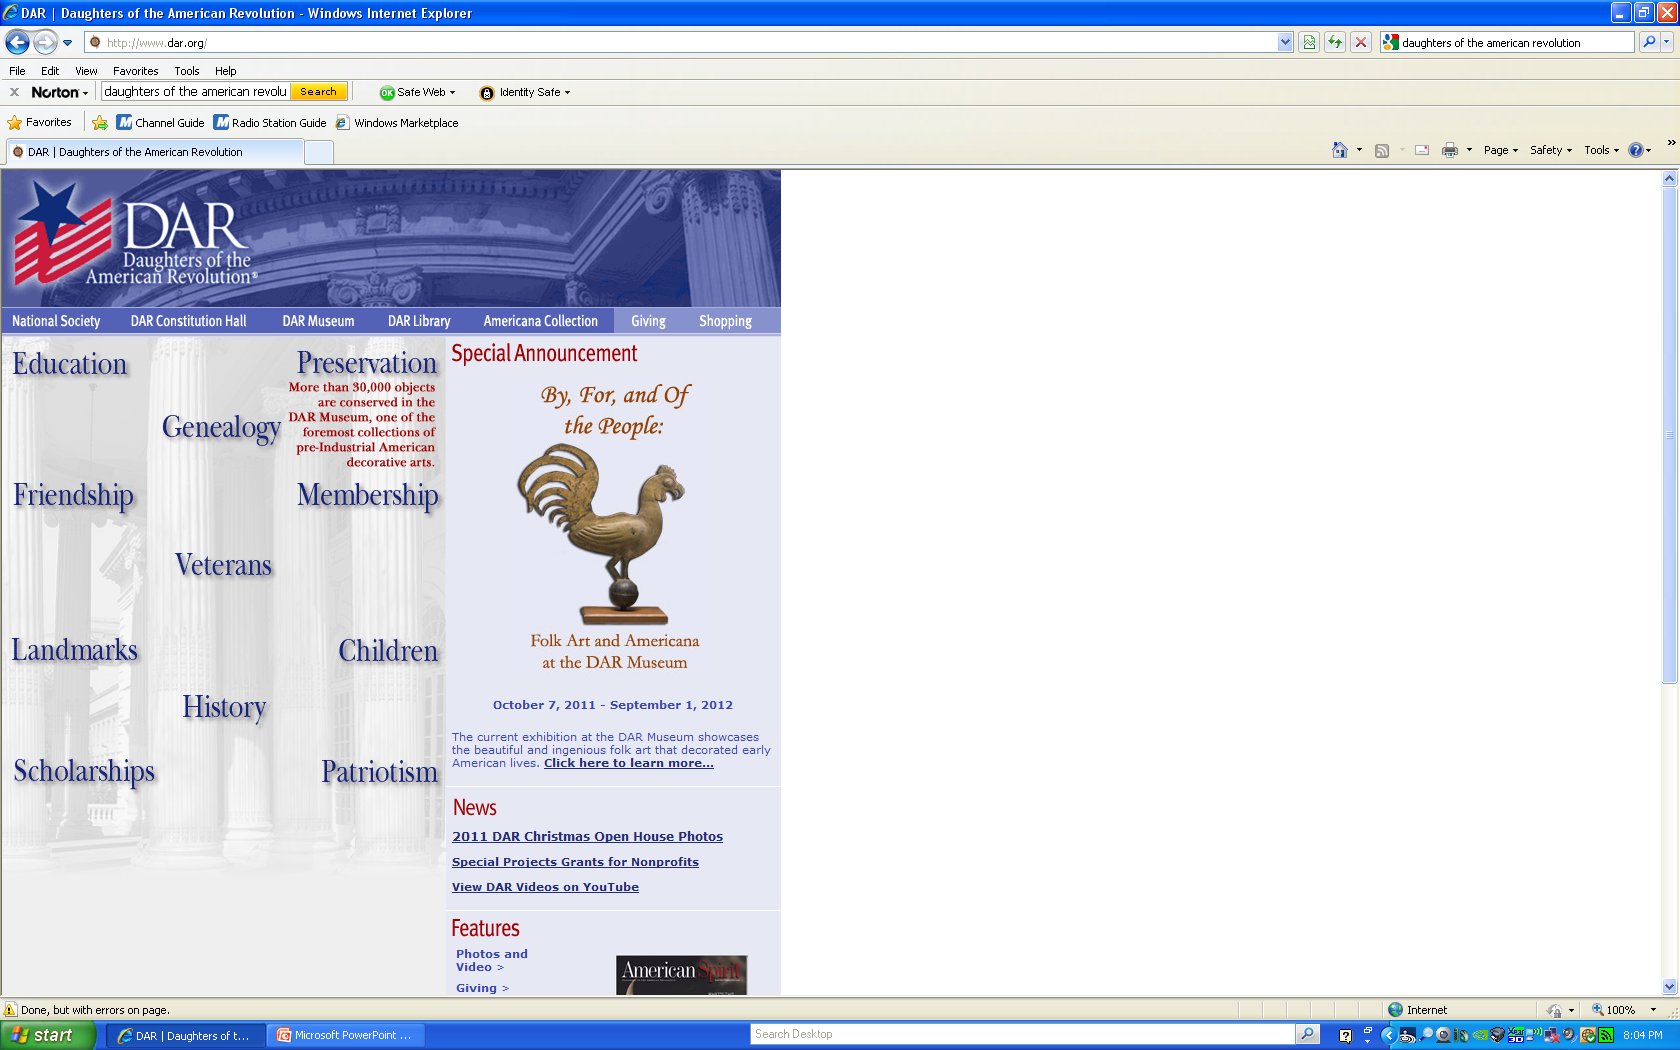 DAR | Daughters of the American Revolution - Windows Internet Explorer
http://www.dar.org/
daughters of the american revolution
File Edit View Favorites Tools Help
x Norton daughters of the american revolu Search OK Safe Web Identity Safe
Favorites Channel Guide Radio Station Guide Windows Marketplace
DAR | Daughters of the American Revolution
Page Safety Tools »
DAR
Daughters of the
American Revolution®
National Society DAR Constitution Hall DAR Museum DAR Library Americana Collection Giving Shopping
Education
Preservation
More than 30,000 objects
are conserved in the
DAR Museum, one of the
foremost collections of
pre-Industrial American
decorative arts.
Genealogy
Friendship
Membership
Veterans
Landmarks
Children
History
Scholarships
Patriotism
Special Announcement
By, For, and Of
the People:
Folk Art and Americana
at the DAR Museum
October 7, 2011 - September 1, 2012
The current exhibition at the DAR Museum showcases
the beautiful and ingenious folk art that decorated early
American lives. Click here to learn more...
News
2011 DAR Christmas Open House Photos
Special Projects Grants for Nonprofits
View DAR Videos on YouTube
Features
Photos and
Video >
Giving >
American Spirit
Done, but with errors on page.
Internet
100%
start
DAR | Daughters of t...
Microsoft PowerPoint ...
Search Desktop
8:04 PM